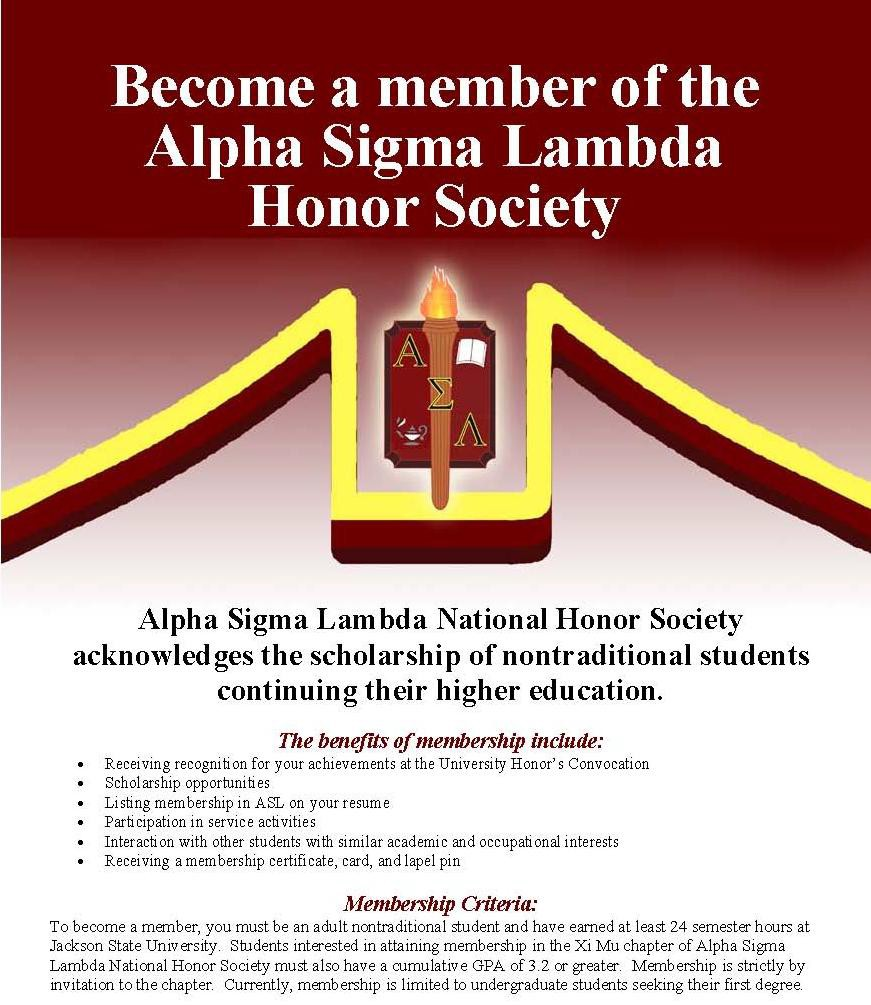 Become a member of the
Alpha Sigma Lambda
Honor Society
Α
Σ
Λ
Alpha Sigma Lambda National Honor Society
acknowledges the scholarship of nontraditional students
continuing their higher education.
The benefits of membership include:
• Receiving recognition for your achievements at the University Honor’s Convocation
• Scholarship opportunities
• Listing membership in ASL on your resume
• Participation in service activities
• Interaction with other students with similar academic and occupational interests
• Receiving a membership certificate, card, and lapel pin
Membership Criteria:
To become a member, you must be an adult nontraditional student and have earned at least 24 semester hours at
Jackson State University.  Students interested in attaining membership in the Xi Mu chapter of Alpha Sigma
Lambda National Honor Society must also have a cumulative GPA of 3.2 or greater.  Membership is strictly by
invitation to the chapter.  Currently, membership is limited to undergraduate students seeking their first degree.